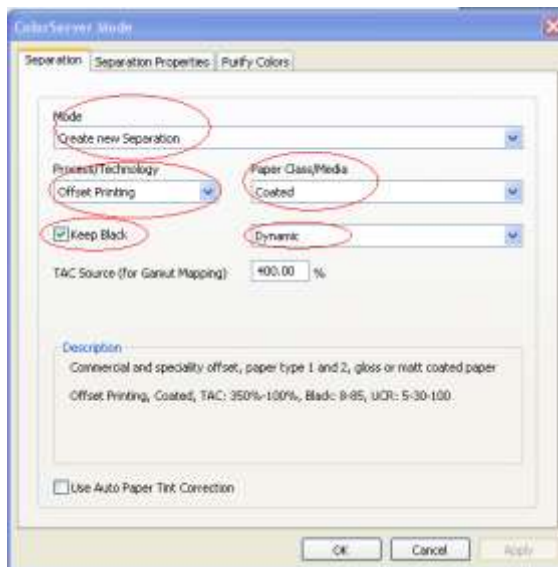 ColorServer Mode
Separation
Separation Properties
Purify Colors
Mode
Create new Separation
Process/Technology
Paper Class/Media
Offset Printing
Coated
Keep Black
Dynamic
TAC Source (for Gamut Mapping)
400.00 %
Description
Commercial and speciality offset, paper type 1 and 2, gloss or matt coated paper
Offset Printing, Coated, TAC: 350%-100%, Black: 8-85, UCR: 5-30-100
Use Auto Paper Tint Correction
OK
Cancel
Apply